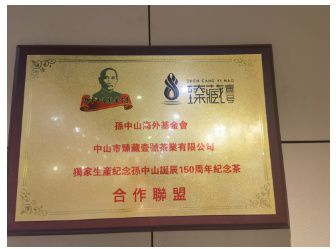 ZHEN CANG YI HAO
臻藏壹号
孫中山海外基金會
中山市臻藏壹號茶業有限公司
獨家生產紀念孫中山誕辰150周年紀念茶
合作聯盟